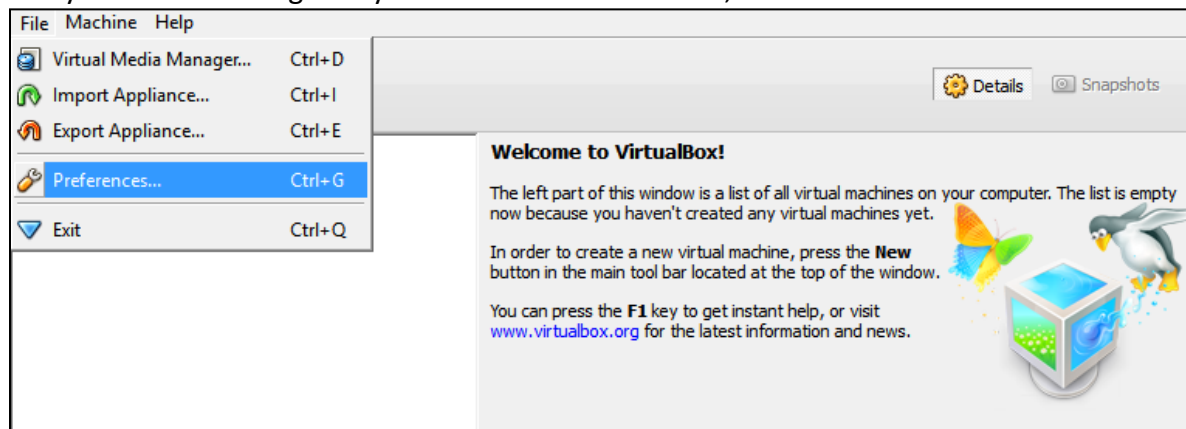 File Machine Help
Virtual Media Manager... Ctrl+D
Import Appliance... Ctrl+I
Export Appliance... Ctrl+E
Preferences... Ctrl+G
Exit Ctrl+Q
Details Snapshots
Welcome to VirtualBox!
The left part of this window is a list of all virtual machines on your computer. The list is empty
now because you haven't created any virtual machines yet.
In order to create a new virtual machine, press the New
button in the main tool bar located at the top of the window.
You can press the F1 key to get instant help, or visit
www.virtualbox.org for the latest information and news.